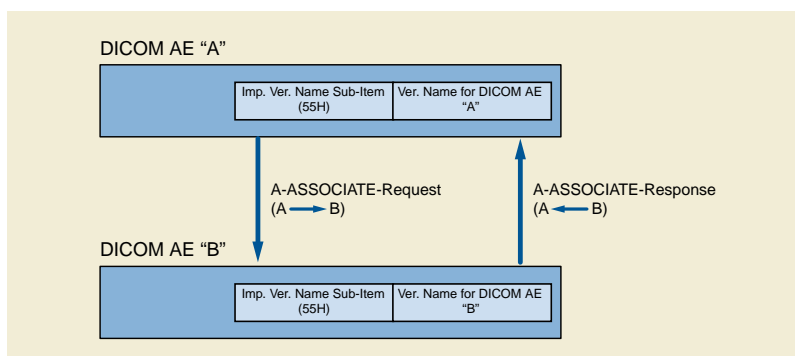 DICOM AE “A”
Imp. Ver. Name Sub-Item
(55H)
Ver. Name for DICOM AE
“A”
A-ASSOCIATE-Request
(A B)
A-ASSOCIATE-Response
(A B)
DICOM AE “B”
Imp. Ver. Name Sub-Item
(55H)
Ver. Name for DICOM AE
“B”